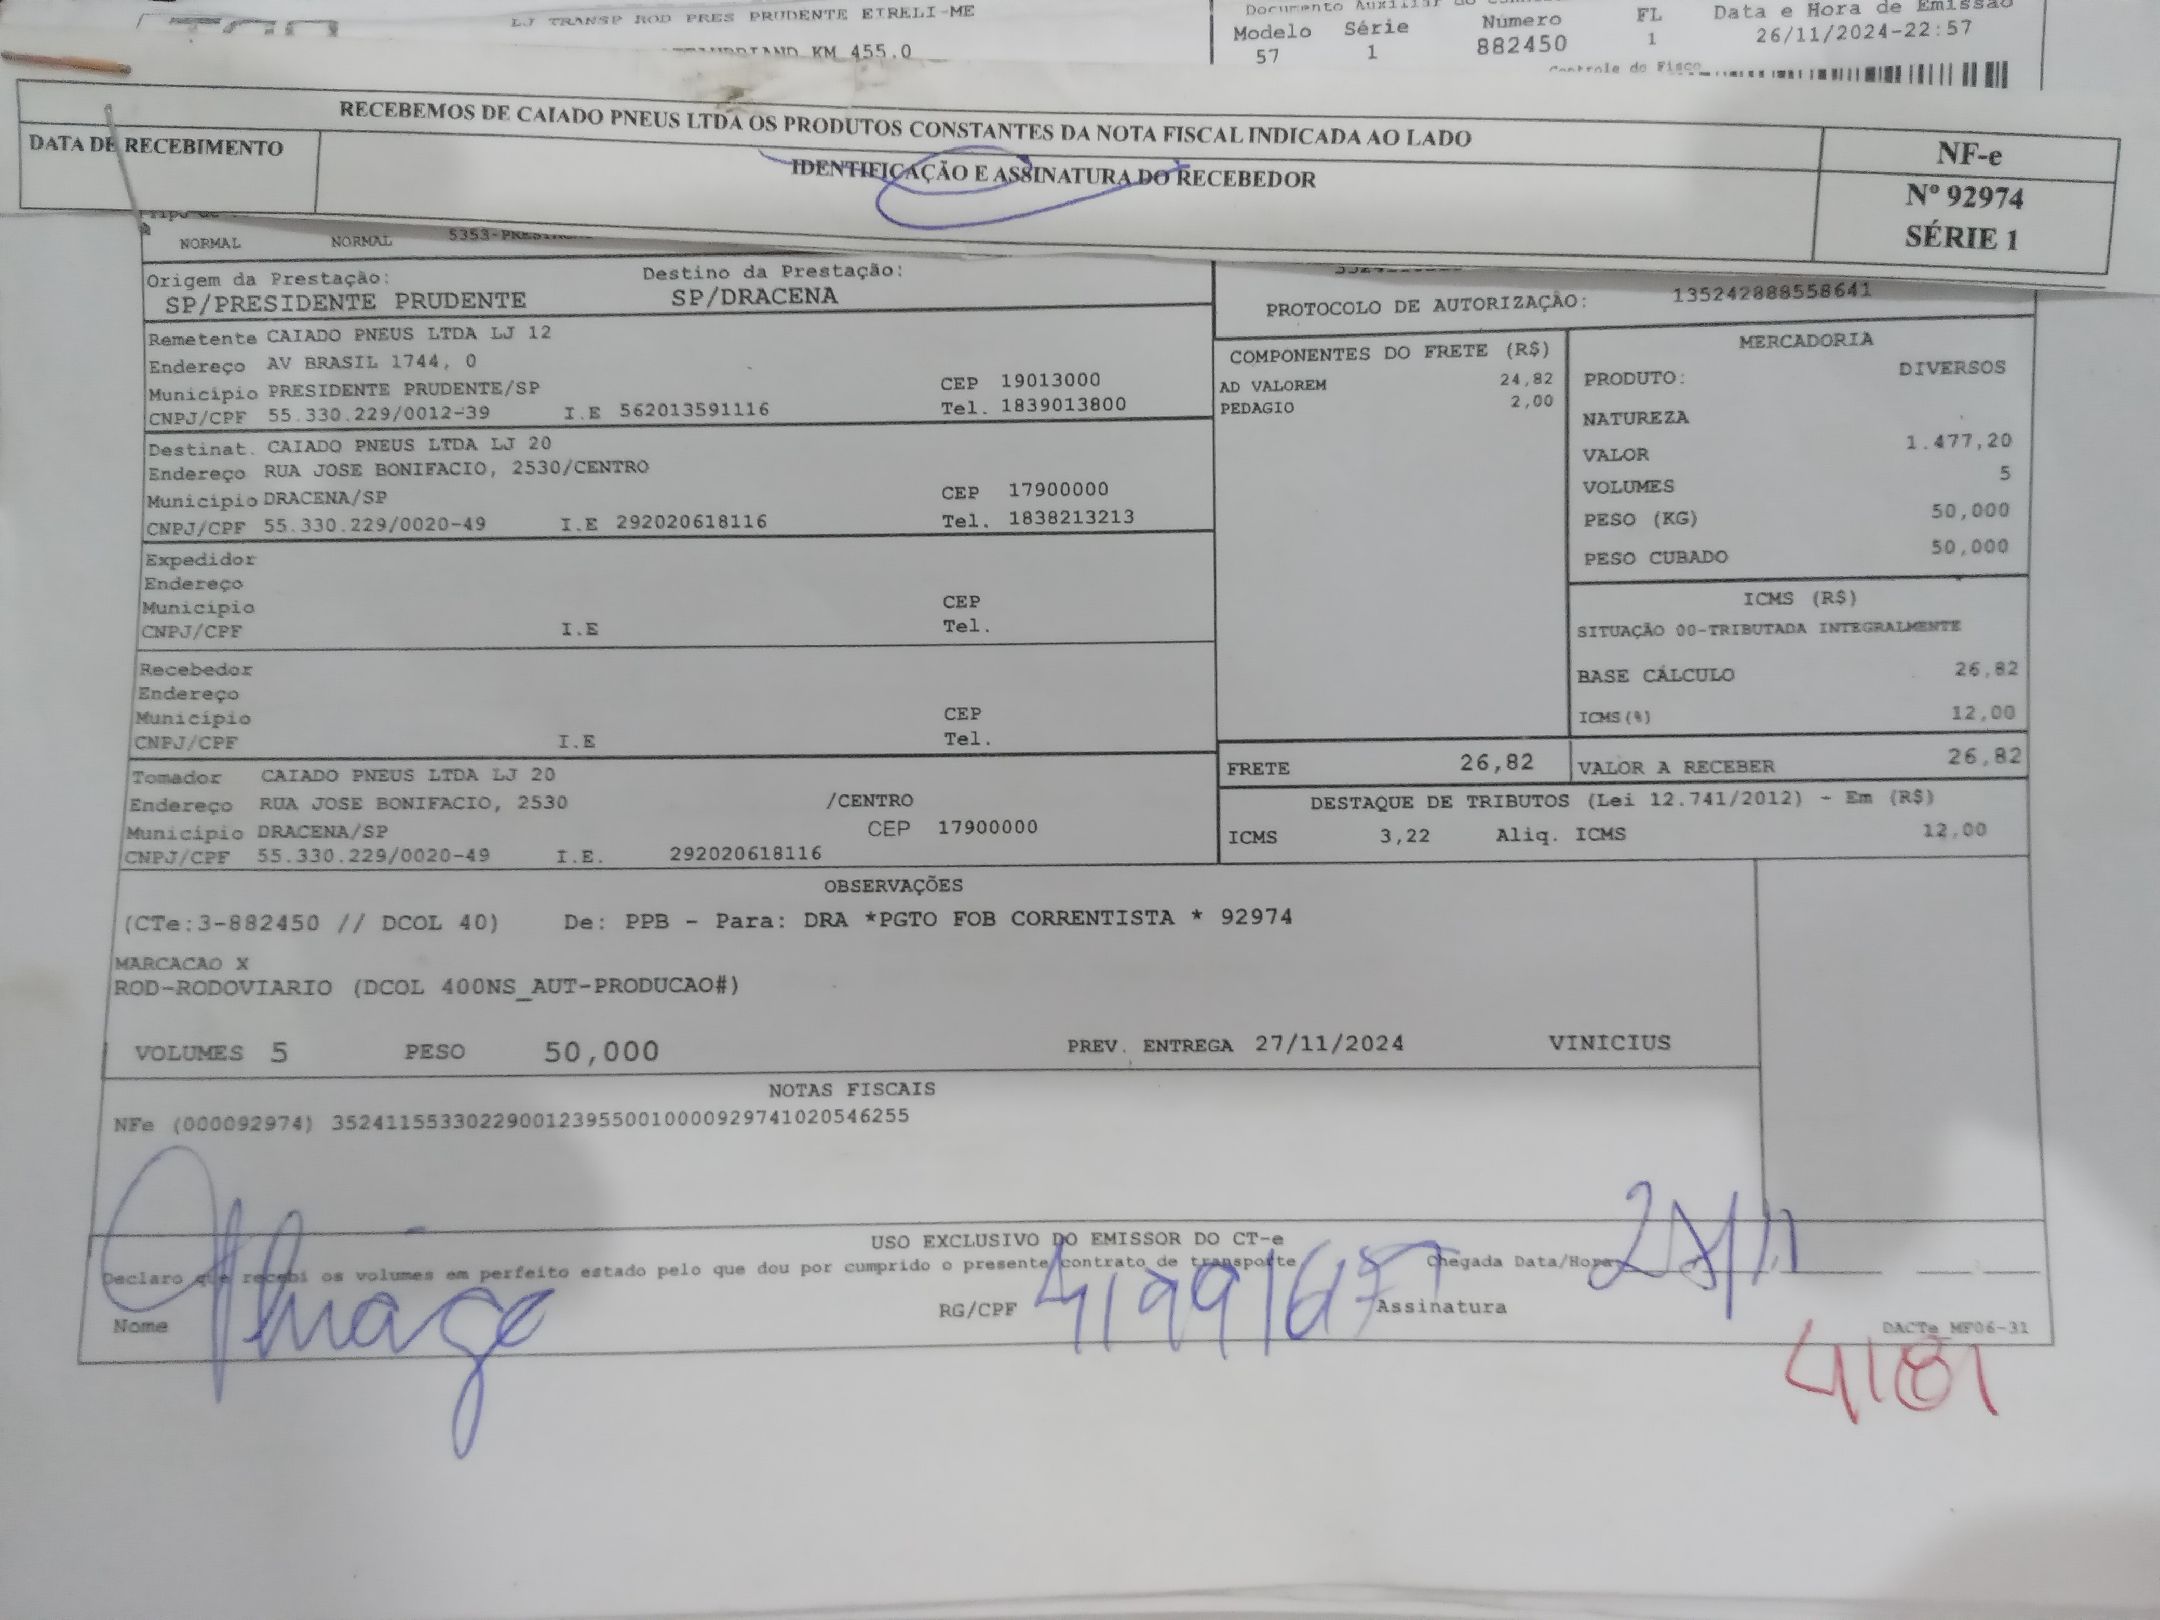 LJ TRANSP ROD PRES PRUDENTE EIRELI-ME
KM 455.0
Modelo Série Número FL Data e Hora de Emissão
57 1 882450 1 26/11/2024-22:57
Controle do Fisco
RECEBEMOS DE CAIADO PNEUS LTDA OS PRODUTOS CONSTANTES DA NOTA FISCAL INDICADA AO LADO
DATA DE RECEBIMENTO
IDENTIFICAÇÃO E ASSINATURA DO RECEBEDOR
NF-e
Nº 92974
SÉRIE 1
NORMAL NORMAL
Origem da Prestação: Destino da Prestação:
SP/PRESIDENTE PRUDENTE SP/DRACENA
PROTOCOLO DE AUTORIZAÇÃO: 135242888558641
Remetente CAIADO PNEUS LTDA LJ 12
Endereço AV BRASIL 1744, 0
Município PRESIDENTE PRUDENTE/SP CEP 19013000
CNPJ/CPF 55.330.229/0012-39 I.E 562013591116 Tel. 1839013800
Destinat. CAIADO PNEUS LTDA LJ 20
Endereço RUA JOSE BONIFACIO, 2530/CENTRO
Município DRACENA/SP CEP 17900000
CNPJ/CPF 55.330.229/0020-49 I.E 292020618116 Tel. 1838213213
Expedidor
Endereço
Município CEP
CNPJ/CPF I.E Tel.
Recebedor
Endereço
Município CEP
CNPJ/CPF I.E Tel.
Tomador CAIADO PNEUS LTDA LJ 20
Endereço RUA JOSE BONIFACIO, 2530 /CENTRO
Município DRACENA/SP CEP 17900000
CNPJ/CPF 55.330.229/0020-49 I.E. 292020618116
COMPONENTES DO FRETE (R$)
AD VALOREM 24,82
PEDAGIO 2,00
MERCADORIA
PRODUTO: DIVERSOS
NATUREZA
VALOR 1.477,20
VOLUMES 5
PESO (KG) 50,000
PESO CUBADO 50,000
ICMS (R$)
SITUAÇÃO 00-TRIBUTADA INTEGRALMENTE
BASE CÁLCULO 26,82
ICMS(%) 12,00
FRETE 26,82 VALOR A RECEBER 26,82
DESTAQUE DE TRIBUTOS (Lei 12.741/2012) - Em (R$)
ICMS 3,22 Aliq. ICMS 12,00
OBSERVAÇÕES
(CTe:3-882450 // DCOL 40) De: PPB - Para: DRA *PGTO FOB CORRENTISTA * 92974
MARCACAO X
ROD-RODOVIARIO (DCOL 400NS_AUT-PRODUCAO#)
VOLUMES 5 PESO 50,000 PREV. ENTREGA 27/11/2024 VINICIUS
NOTAS FISCAIS
NFe (000092974) 35241155330229001239550010000929741020546255
USO EXCLUSIVO DO EMISSOR DO CT-e
Declaro que recebi os volumes em perfeito estado pelo que dou por cumprido o presente contrato de transporte
Chegada Data/Hora
Nome Thiago
RG/CPF
Assinatura
DACTe_MF06-31